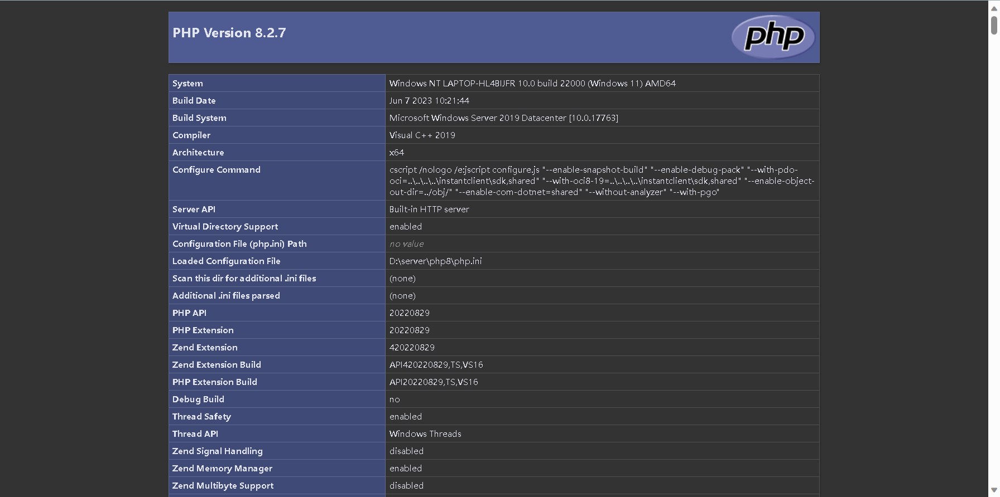 PHP Version 8.2.7
php
System Windows NT LAPTOP-HL4BIJFR 10.0 build 22000 (Windows 11) AMD64
Build Date Jun 7 2023 10:21:44
Build System Microsoft Windows Server 2019 Datacenter [10.0.17763]
Compiler Visual C++ 2019
Architecture x64
Configure Command cscript /nologo /e:jscript configure.js "--enable-snapshot-build" "--enable-debug-pack" "--with-pdo-
oci=..\..\..\..\instantclient\sdk,shared" "--with-oci8-19=..\..\..\..\instantclient\sdk,shared" "--enable-object-
out-dir=../obj/" "--enable-com-dotnet=shared" "--without-analyzer" "--with-pgo"
Server API Built-in HTTP server
Virtual Directory Support enabled
Configuration File (php.ini) Path no value
Loaded Configuration File D:\server\php8\php.ini
Scan this dir for additional .ini files (none)
Additional .ini files parsed (none)
PHP API 20220829
PHP Extension 20220829
Zend Extension 420220829
Zend Extension Build API420220829,TS,VS16
PHP Extension Build API20220829,TS,VS16
Debug Build no
Thread Safety enabled
Thread API Windows Threads
Zend Signal Handling disabled
Zend Memory Manager enabled
Zend Multibyte Support disabled